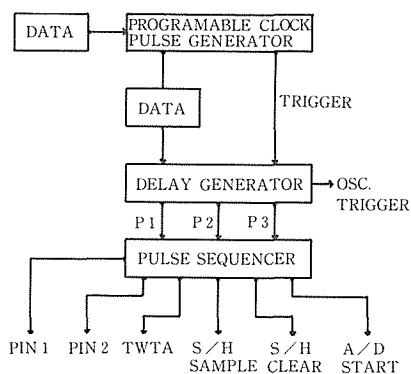 DATA
PROGRAMABLE CLOCK
PULSE GENERATOR
DATA
TRIGGER
DELAY GENERATOR
OSC.
TRIGGER
P 1
P 2
P 3
PULSE SEQUENCER
PIN 1
PIN 2
TWTA
S/H
SAMPLE
S/H
CLEAR
A/D
START